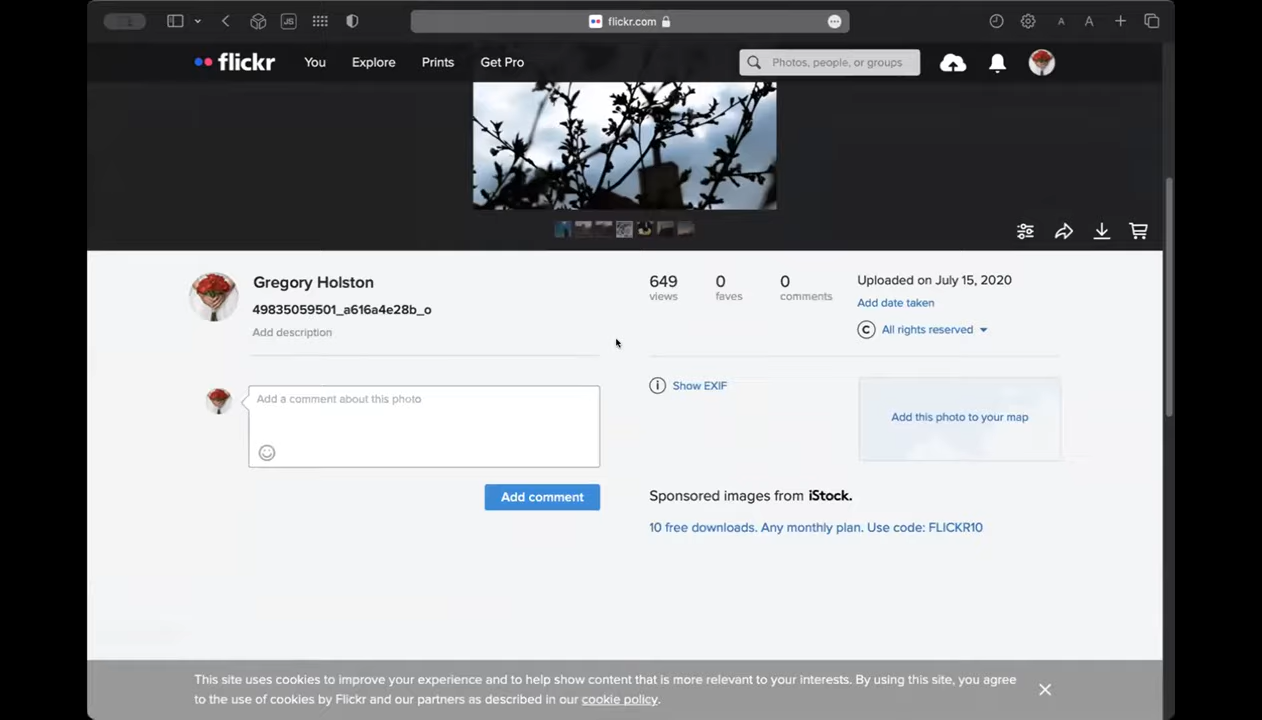 flickr.com
JS
A
A
flickr
You
Explore
Prints
Get Pro
Photos, people, or groups
Gregory Holston
49835059501_a616a4e28b_o
Add description
649
views
0
faves
0
comments
Uploaded on July 15, 2020
Add date taken
C
All rights reserved
Add a comment about this photo
Add comment
i
Show EXIF
Add this photo to your map
Sponsored images from iStock.
10 free downloads. Any monthly plan. Use code: FLICKR10
This site uses cookies to improve your experience and to help show content that is more relevant to your interests. By using this site, you agree
to the use of cookies by Flickr and our partners as described in our cookie policy.